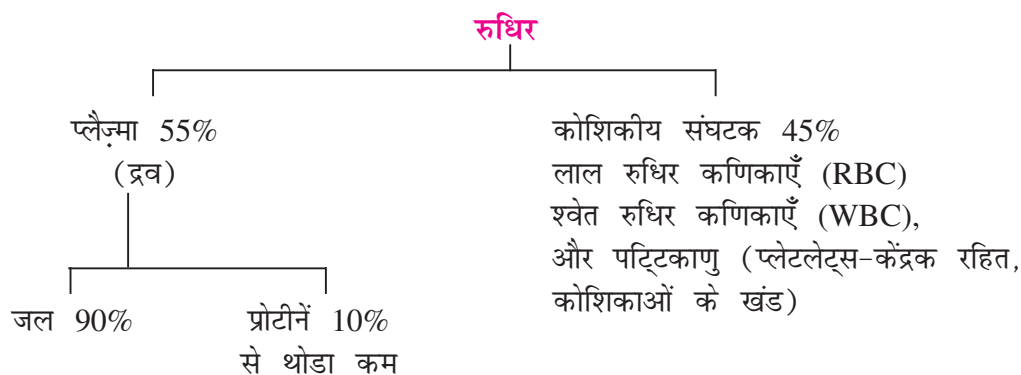 रुधिर
प्लैज़्मा 55%
(द्रव)
जल 90%
प्रोटीनें 10%
से थोडा कम
कोशिकीय संघटक 45%
लाल रुधिर कणिकाएँ (RBC)
श्वेत रुधिर कणिकाएँ (WBC),
और पट्टिकाणु (प्लेटलेट्स-केंद्रक रहित,
कोशिकाओं के खंड)